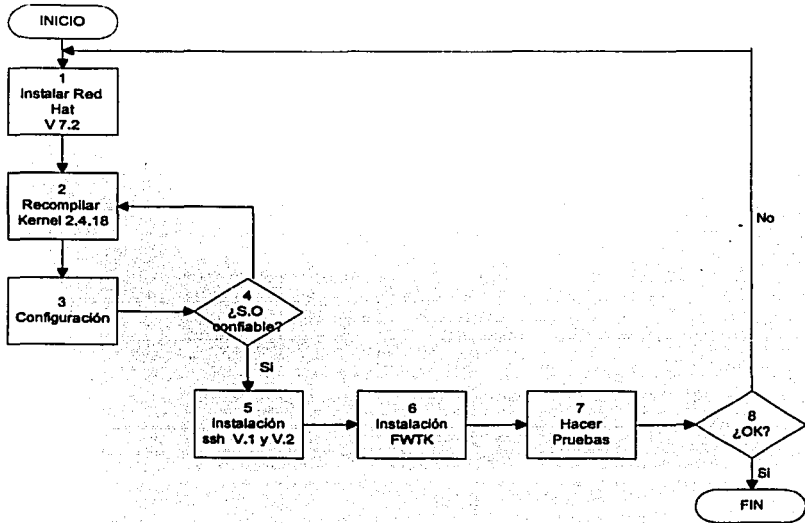 INICIO
1
Instalar Red
Hat
V 7.2
2
Recompilar
Kernel 2.4.18
3
Configuración
4
¿S.O
confiable?
No
Si
5
Instalación
ssh V.1 y V.2
6
Instalación
FWTK
7
Hacer
Pruebas
8
¿OK?
Si
FIN